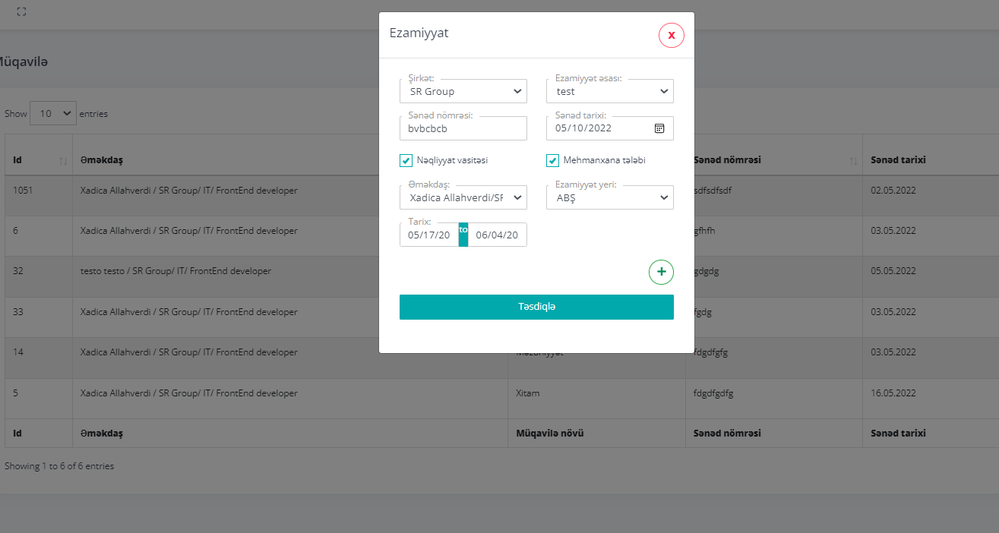 Ezamiyyat
X
Müqavilə
Şirkət:
SR Group
Ezamiyyət əsası:
test
Show 10 entries
Sənəd nömrəsi:
bvbcbcb
Sənəd tarixi:
05/10/2022
Nəqliyyat vasitəsi
Mehmanxana tələbi
Əməkdaş:
Xadica Allahverdi/SR
Ezamiyyət yeri:
ABŞ
Tarix:
05/17/20 to 06/04/20
+
Təsdiqlə
Id Əməkdaş Sənəd nömrəsi Sənəd tarixi
1051 Xadica Allahverdi / SR Group/ IT/ FrontEnd developer sdfsdfsdf 02.05.2022
6 Xadica Allahverdi / SR Group/ IT/ FrontEnd developer gfhfh 03.05.2022
32 testo testo / SR Group/ IT/ FrontEnd developer gdgdg 05.05.2022
33 Xadica Allahverdi / SR Group/ IT/ FrontEnd developer fgdg 03.05.2022
14 Xadica Allahverdi / SR Group/ IT/ FrontEnd developer Məzuniyyət fdgdfgfg 03.05.2022
5 Xadica Allahverdi / SR Group/ IT/ FrontEnd developer Xitam fdgdfgdfg 16.05.2022
Id Əməkdaş Müqavilə növü Sənəd nömrəsi Sənəd tarixi
Showing 1 to 6 of 6 entries